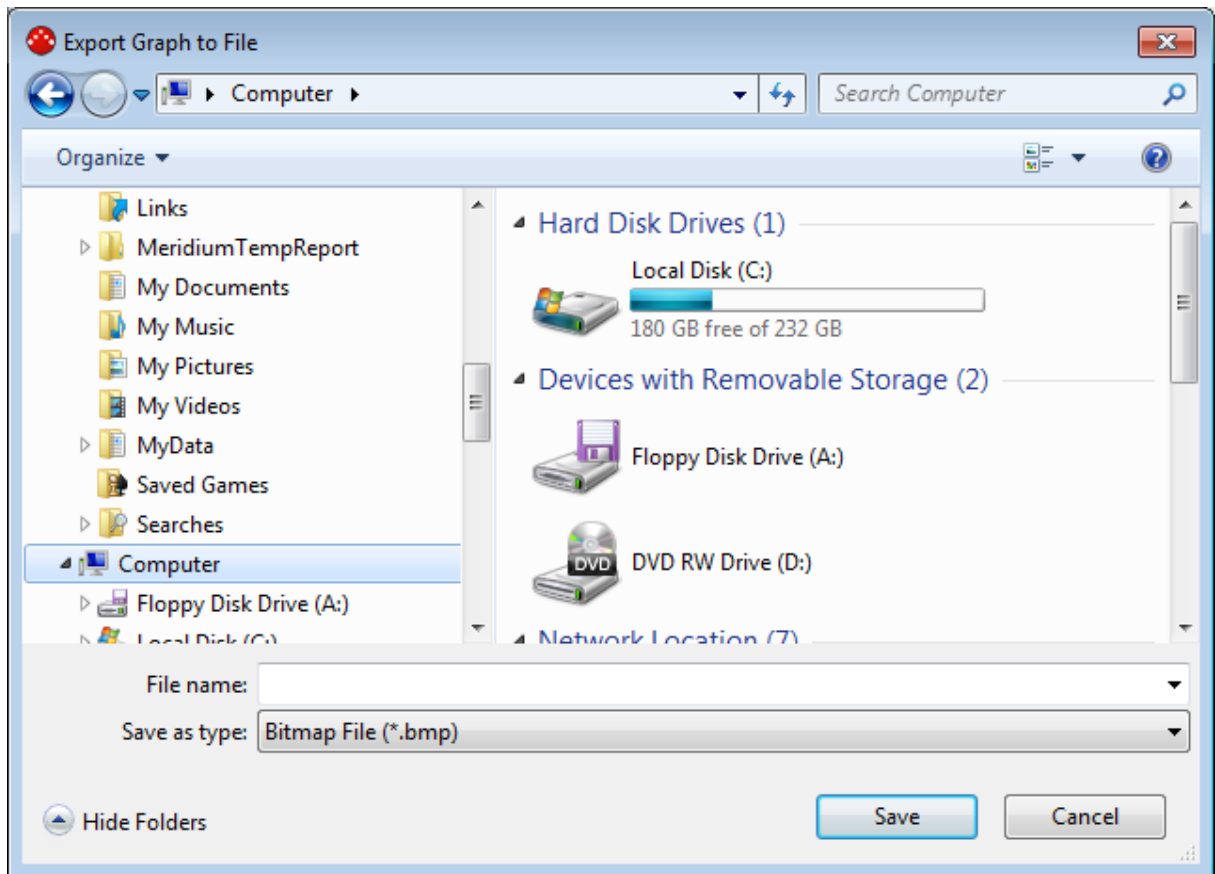 Export Graph to File
Computer
Search Computer
Organize
Links
MeridiumTempReport
My Documents
My Music
My Pictures
My Videos
MyData
Saved Games
Searches
Computer
Floppy Disk Drive (A:)
Local Disk (C:)
Hard Disk Drives (1)
Local Disk (C:)
180 GB free of 232 GB
Devices with Removable Storage (2)
Floppy Disk Drive (A:)
DVD
DVD RW Drive (D:)
Network Location (7)
File name:
Save as type: Bitmap File (*.bmp)
Hide Folders
Save
Cancel